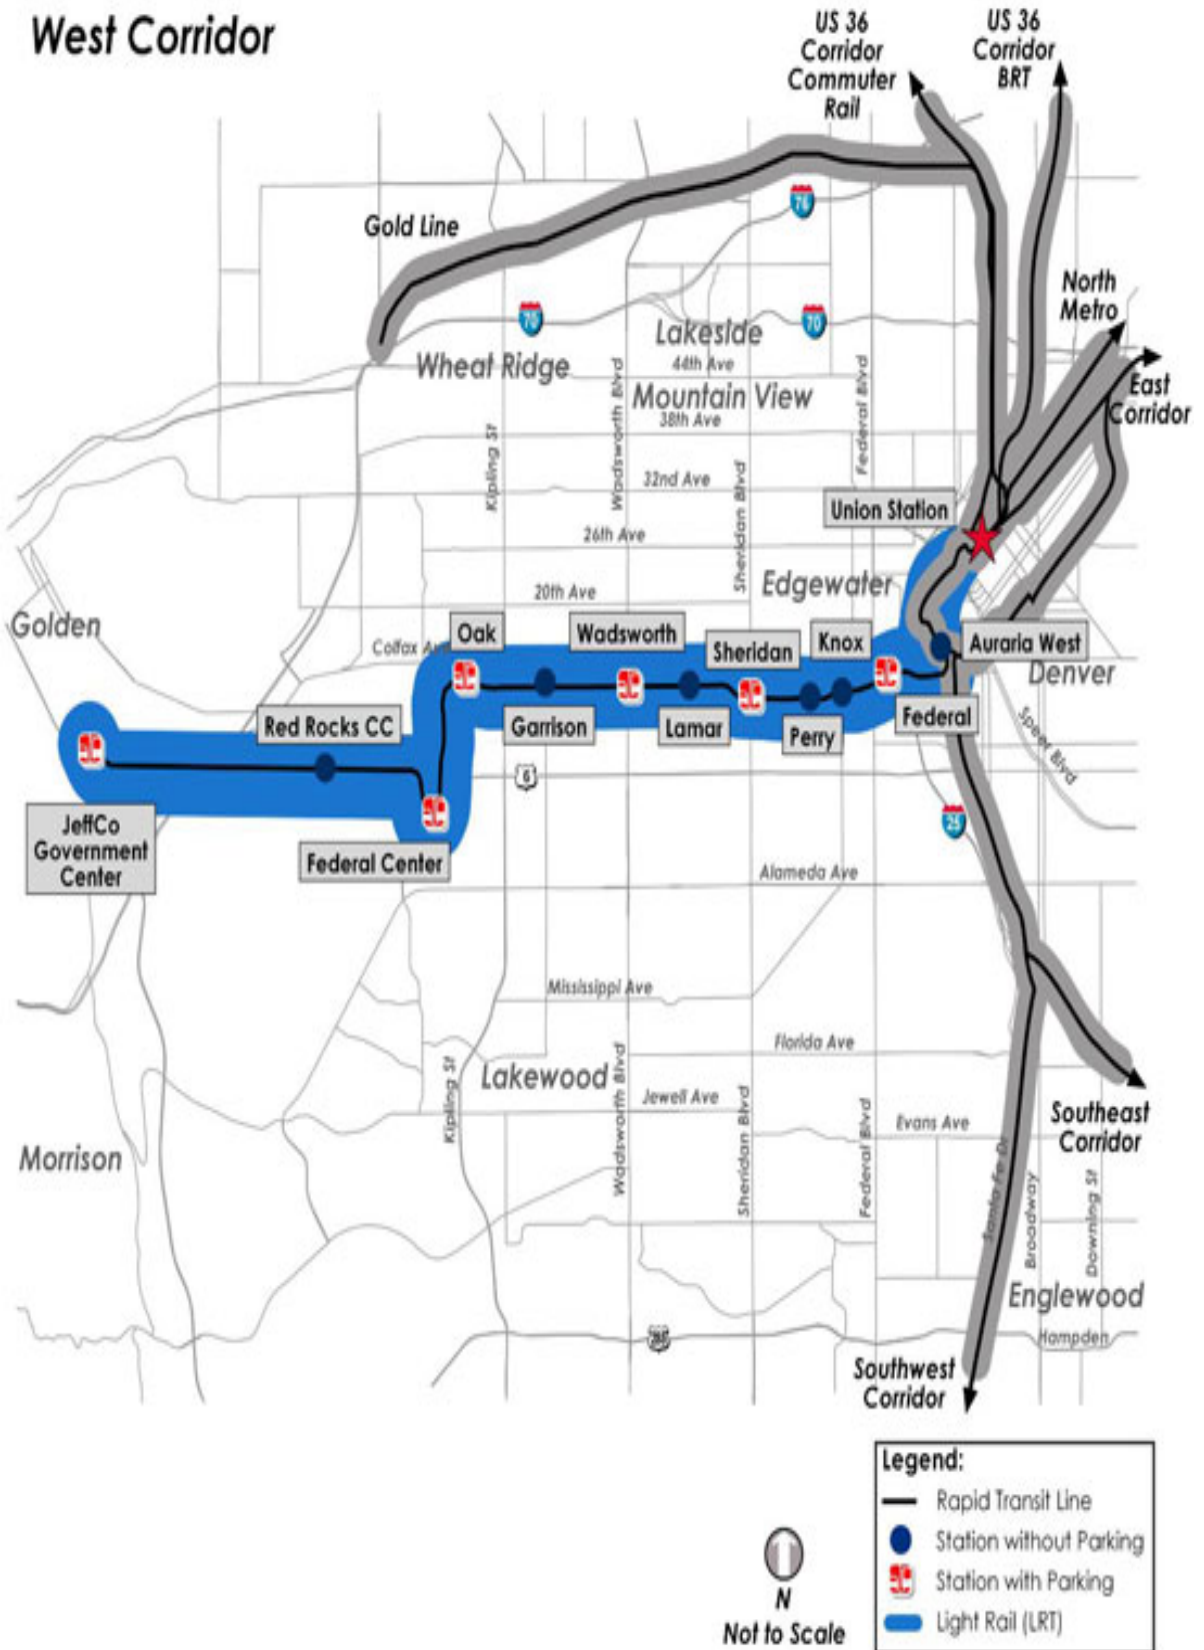 West Corridor
US 36
Corridor
Commuter
Rail
US 36
Corridor
BRT
76
Gold Line
North
Metro
70
70
Lakeside
Wheat Ridge
44th Ave
East
Corridor
Mountain View
38th Ave
Kipling St
Wadsworth Blvd
Federal Blvd
32nd Ave
Sheridan Blvd
Union Station
26th Ave
Edgewater
20th Ave
Golden
Oak
Wadsworth
Sheridan
Knox
Auraria West
Colfax Av
Denver
Red Rocks CC
Garrison
Lamar
Perry
Federal
Speer Blvd
6
25
JeffCo
Government
Center
Federal Center
Alameda Ave
Mississippi Ave
Florida Ave
Lakewood
Kipling St
Wadsworth Blvd
Jewell Ave
Sheridan Blvd
Federal Blvd
Evans Ave
Southeast
Corridor
Morrison
Santa Fe Dr
Broadway
Downing St
Englewood
Hampden
285
Southwest
Corridor
Legend:
Rapid Transit Line
Station without Parking
Station with Parking
Light Rail (LRT)
N
Not to Scale